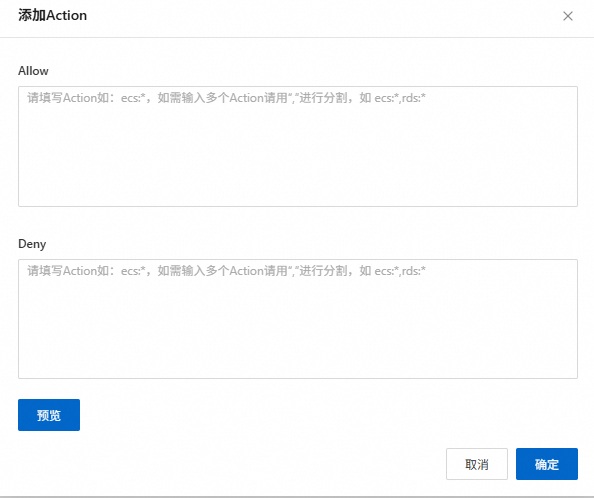 添加Action
Allow
请填写Action如：ecs:*，如需输入多个Action请用“,”进行分割，如 ecs:*,rds:*
Deny
请填写Action如：ecs:*，如需输入多个Action请用“,”进行分割，如 ecs:*,rds:*
预览
取消 确定